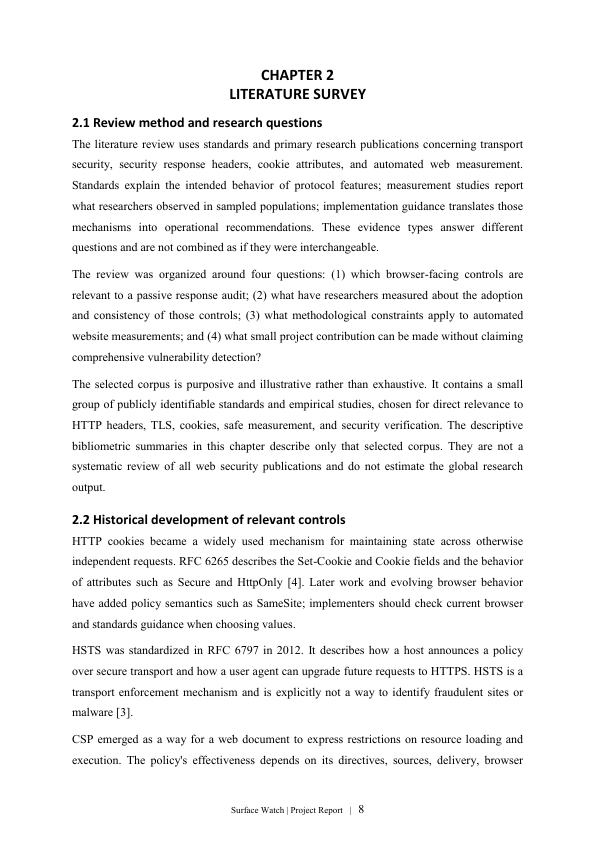 CHAPTER 2
LITERATURE SURVEY
2.1 Review method and research questions
The literature review uses standards and primary research publications concerning transport
security, security response headers, cookie attributes, and automated web measurement.
Standards explain the intended behavior of protocol features; measurement studies report
what researchers observed in sampled populations; implementation guidance translates those
mechanisms into operational recommendations. These evidence types answer different
questions and are not combined as if they were interchangeable.
The review was organized around four questions: (1) which browser-facing controls are
relevant to a passive response audit; (2) what have researchers measured about the adoption
and consistency of those controls; (3) what methodological constraints apply to automated
website measurements; and (4) what small project contribution can be made without claiming
comprehensive vulnerability detection?
The selected corpus is purposive and illustrative rather than exhaustive. It contains a small
group of publicly identifiable standards and empirical studies, chosen for direct relevance to
HTTP headers, TLS, cookies, safe measurement, and security verification. The descriptive
bibliometric summaries in this chapter describe only that selected corpus. They are not a
systematic review of all web security publications and do not estimate the global research
output.
2.2 Historical development of relevant controls
HTTP cookies became a widely used mechanism for maintaining state across otherwise
independent requests. RFC 6265 describes the Set-Cookie and Cookie fields and the behavior
of attributes such as Secure and HttpOnly [4]. Later work and evolving browser behavior
have added policy semantics such as SameSite; implementers should check current browser
and standards guidance when choosing values.
HSTS was standardized in RFC 6797 in 2012. It describes how a host announces a policy
over secure transport and how a user agent can upgrade future requests to HTTPS. HSTS is a
transport enforcement mechanism and is explicitly not a way to identify fraudulent sites or
malware [3].
CSP emerged as a way for a web document to express restrictions on resource loading and
execution. The policy's effectiveness depends on its directives, sources, delivery, browser
Surface Watch | Project Report | 8